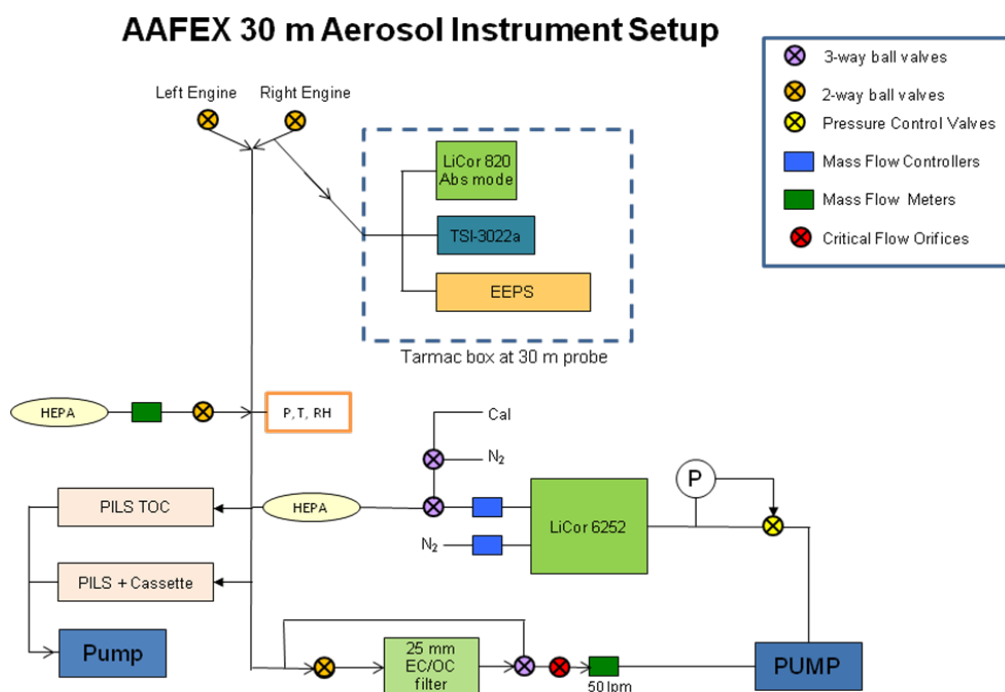 AAFEX 30 m Aerosol Instrument Setup
3-way ball valves
2-way ball valves
Pressure Control Valves
Mass Flow Controllers
Mass Flow Meters
Critical Flow Orifices
Left Engine
Right Engine
LiCor 820
Abs mode
TSI-3022a
EEPS
Tarmac box at 30 m probe
HEPA
P,T, RH
Cal
N₂
P
PILS TOC
HEPA
LiCor 6252
N₂
PILS + Cassette
Pump
25 mm
EC/OC
filter
50 lpm
PUMP